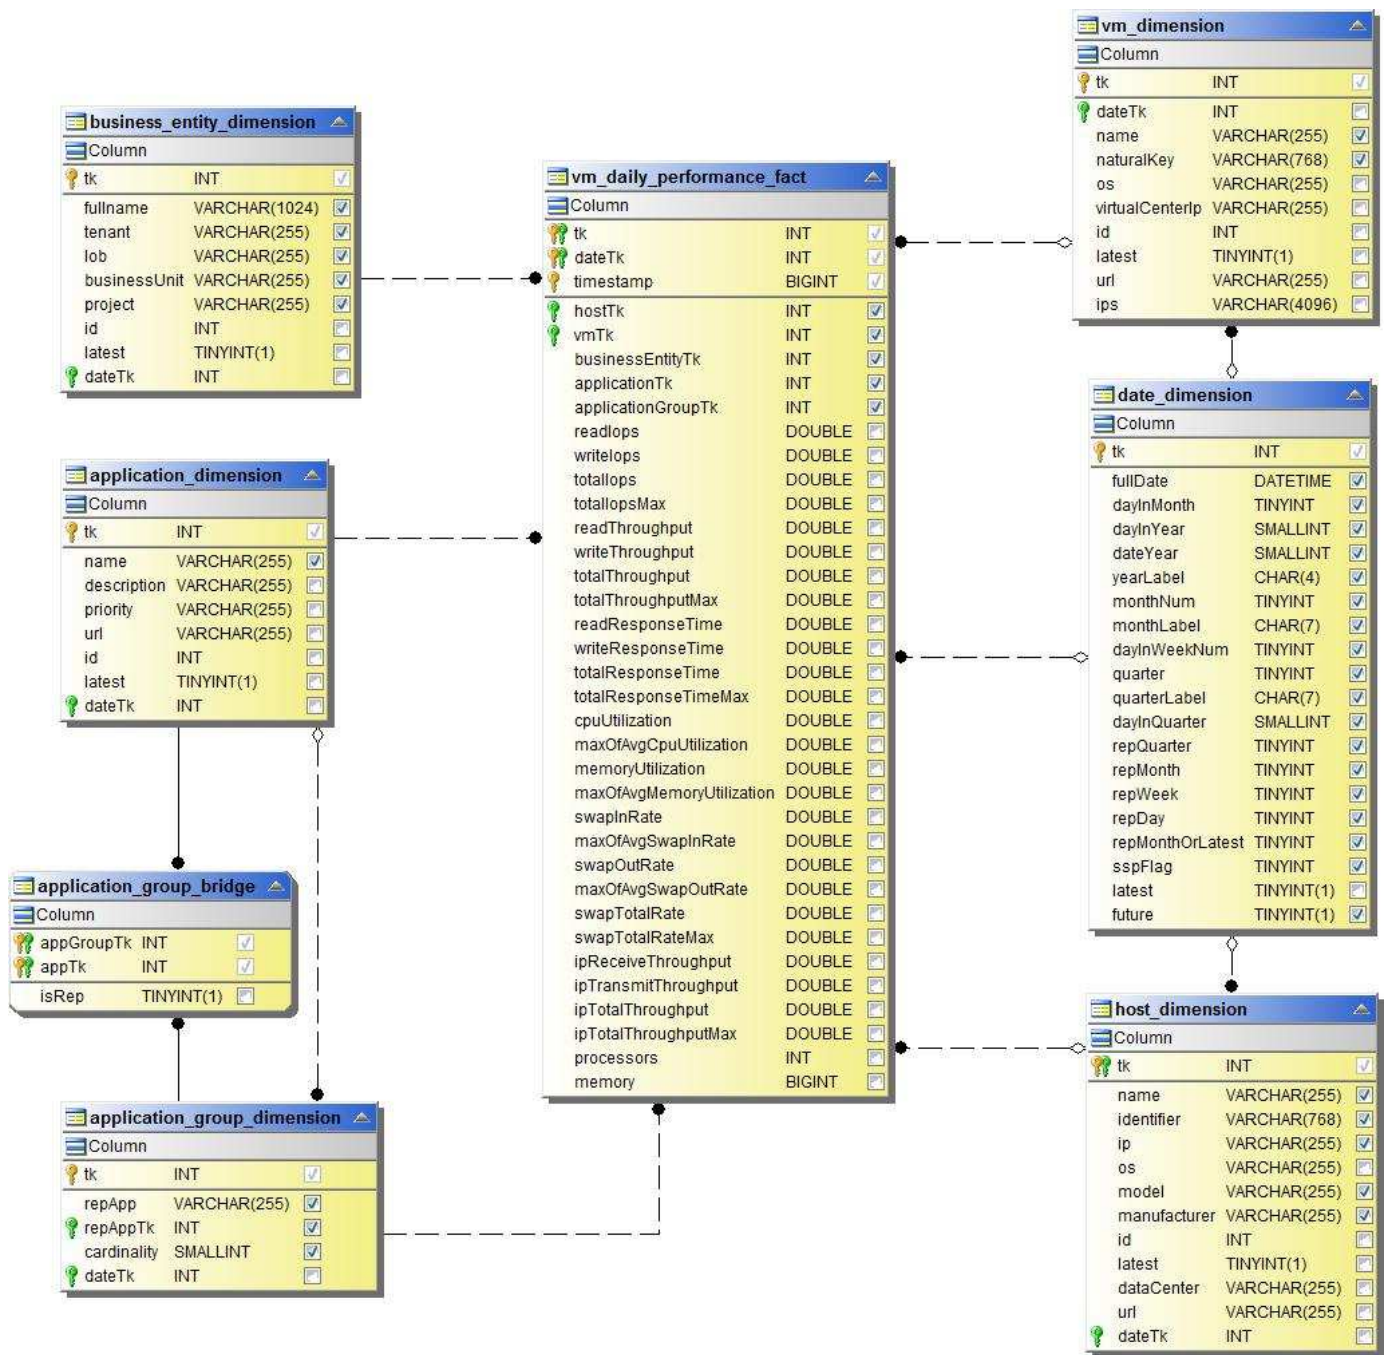 business_entity_dimension
Column
tk INT
fullname VARCHAR(1024)
tenant VARCHAR(255)
lob VARCHAR(255)
businessUnit VARCHAR(255)
project VARCHAR(255)
id INT
latest TINYINT(1)
dateTk INT
application_dimension
Column
tk INT
name VARCHAR(255)
description VARCHAR(255)
priority VARCHAR(255)
url VARCHAR(255)
id INT
latest TINYINT(1)
dateTk INT
application_group_bridge
Column
appGroupTk INT
appTk INT
isRep TINYINT(1)
application_group_dimension
Column
tk INT
repApp VARCHAR(255)
repAppTk INT
cardinality SMALLINT
dateTk INT
vm_daily_performance_fact
Column
tk INT
dateTk INT
timestamp BIGINT
hostTk INT
vmTk INT
businessEntityTk INT
applicationTk INT
applicationGroupTk INT
readIops DOUBLE
writeIops DOUBLE
totalIops DOUBLE
totalIopsMax DOUBLE
readThroughput DOUBLE
writeThroughput DOUBLE
totalThroughput DOUBLE
totalThroughputMax DOUBLE
readResponseTime DOUBLE
writeResponseTime DOUBLE
totalResponseTime DOUBLE
totalResponseTimeMax DOUBLE
cpuUtilization DOUBLE
maxOfAvgCpuUtilization DOUBLE
memoryUtilization DOUBLE
maxOfAvgMemoryUtilization DOUBLE
swapInRate DOUBLE
maxOfAvgSwapInRate DOUBLE
swapOutRate DOUBLE
maxOfAvgSwapOutRate DOUBLE
swapTotalRate DOUBLE
swapTotalRateMax DOUBLE
ipReceiveThroughput DOUBLE
ipTransmitThroughput DOUBLE
ipTotalThroughput DOUBLE
ipTotalThroughputMax DOUBLE
processors INT
memory BIGINT
vm_dimension
Column
tk INT
dateTk INT
name VARCHAR(255)
naturalKey VARCHAR(768)
os VARCHAR(255)
virtualCenterIp VARCHAR(255)
id INT
latest TINYINT(1)
url VARCHAR(255)
ips VARCHAR(4096)
date_dimension
Column
tk INT
fullDate DATETIME
dayInMonth TINYINT
dayInYear SMALLINT
dateYear SMALLINT
yearLabel CHAR(4)
monthNum TINYINT
monthLabel CHAR(7)
dayInWeekNum TINYINT
quarter TINYINT
quarterLabel CHAR(7)
dayInQuarter SMALLINT
repQuarter TINYINT
repMonth TINYINT
repWeek TINYINT
repDay TINYINT
repMonthOrLatest TINYINT
sspFlag TINYINT
latest TINYINT(1)
future TINYINT(1)
host_dimension
Column
tk INT
name VARCHAR(255)
identifier VARCHAR(768)
ip VARCHAR(255)
os VARCHAR(255)
model VARCHAR(255)
manufacturer VARCHAR(255)
id INT
latest TINYINT(1)
dataCenter VARCHAR(255)
url VARCHAR(255)
dateTk INT